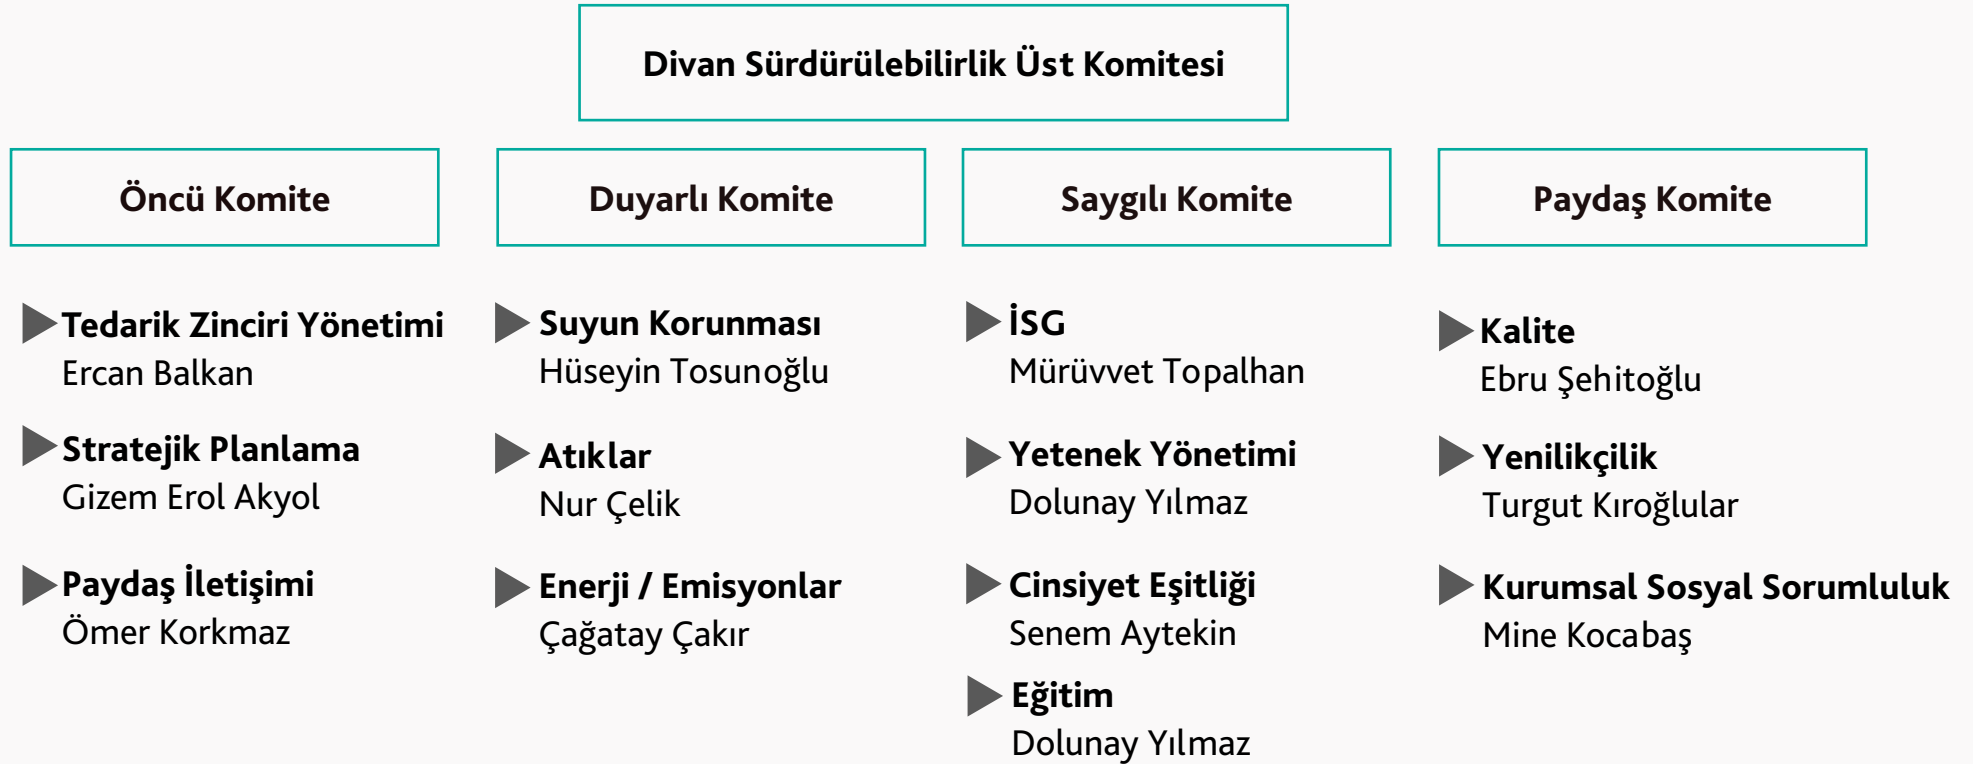 Divan Sürdürülebilirlik Üst Komitesi
Öncü Komite
Tedarik Zinciri Yönetimi
Ercan Balkan
Stratejik Planlama
Gizem Erol Akyol
Paydaş İletişimi
Ömer Korkmaz
Duyarlı Komite
Suyun Korunması
Hüseyin Tosunoğlu
Atıklar
Nur Çelik
Enerji / Emisyonlar
Çağatay Çakır
Saygılı Komite
İSG
Mürüvvet Topalhan
Yetenek Yönetimi
Dolunay Yılmaz
Cinsiyet Eşitliği
Senem Aytekin
Eğitim
Dolunay Yılmaz
Paydaş Komite
Kalite
Ebru Şehitoğlu
Yenilikçilik
Turgut Kıroğlular
Kurumsal Sosyal Sorumluluk
Mine Kocabaş